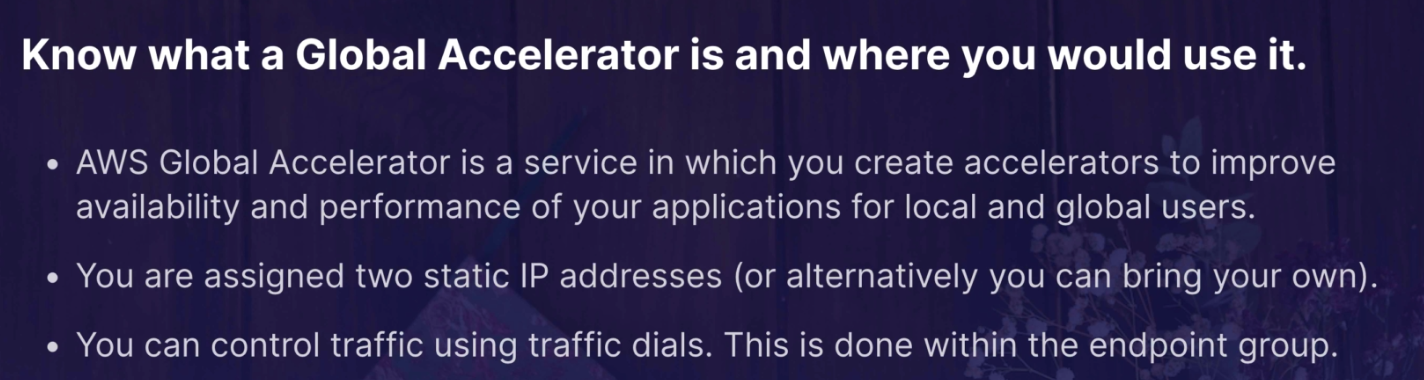 Know what a Global Accelerator is and where you would use it.
• AWS Global Accelerator is a service in which you create accelerators to improve
availability and performance of your applications for local and global users.
• You are assigned two static IP addresses (or alternatively you can bring your own).
• You can control traffic using traffic dials. This is done within the endpoint group.